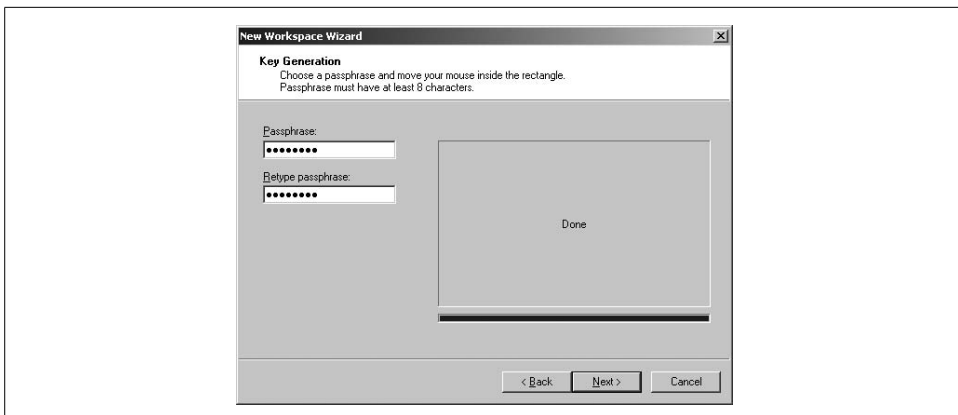 New Workspace Wizard
Key Generation
Choose a passphrase and move your mouse inside the rectangle.
Passphrase must have at least 8 characters.
Passphrase:
••••••••
Retype passphrase:
••••••••
Done
< Back
Next >
Cancel